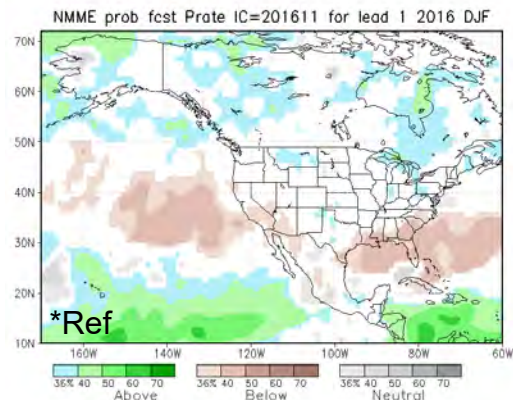 NMME prob fcst Prate IC=201611 for lead 1 2016 DJF
70N
60N
50N
40N
30N
20N
10N
*Ref
160W 140W 120W 100W 80W 60W
36% 40 50 60 70 36% 40 50 60 70 36% 40 50 60 70
Above Below Neutral